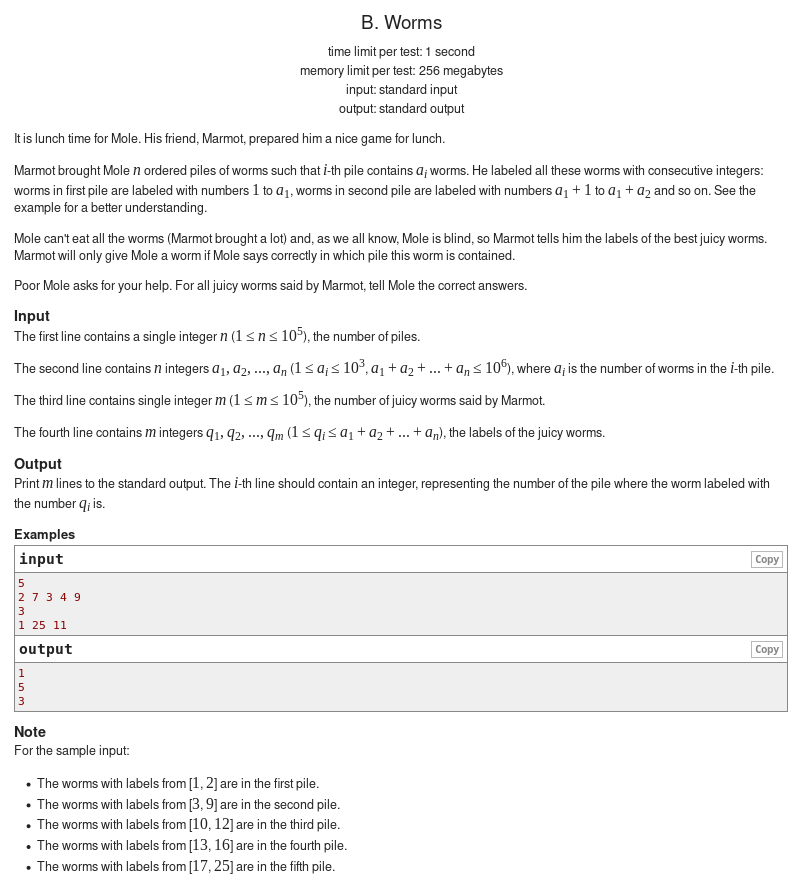 B. Worms
time limit per test: 1 second
memory limit per test: 256 megabytes
input: standard input
output: standard output
It is lunch time for Mole. His friend, Marmot, prepared him a nice game for lunch.
Marmot brought Mole n ordered piles of worms such that i-th pile contains a_i worms. He labeled all these worms with consecutive integers:
worms in first pile are labeled with numbers 1 to a_1, worms in second pile are labeled with numbers a_1 + 1 to a_1 + a_2 and so on. See the
example for a better understanding.
Mole can't eat all the worms (Marmot brought a lot) and, as we all know, Mole is blind, so Marmot tells him the labels of the best juicy worms.
Marmot will only give Mole a worm if Mole says correctly in which pile this worm is contained.
Poor Mole asks for your help. For all juicy worms said by Marmot, tell Mole the correct answers.
Input
The first line contains a single integer n (1 ≤ n ≤ 10^5), the number of piles.
The second line contains n integers a_1, a_2, ..., a_n (1 ≤ a_i ≤ 10^3, a_1 + a_2 + ... + a_n ≤ 10^6), where a_i is the number of worms in the i-th pile.
The third line contains single integer m (1 ≤ m ≤ 10^5), the number of juicy worms said by Marmot.
The fourth line contains m integers q_1, q_2, ..., q_m (1 ≤ q_i ≤ a_1 + a_2 + ... + a_n), the labels of the juicy worms.
Output
Print m lines to the standard output. The i-th line should contain an integer, representing the number of the pile where the worm labeled with
the number q_i is.
Examples
input Copy
5
2 7 3 4 9
3
1 25 11
output Copy
1
5
3
Note
For the sample input:
• The worms with labels from [1, 2] are in the first pile.
• The worms with labels from [3, 9] are in the second pile.
• The worms with labels from [10, 12] are in the third pile.
• The worms with labels from [13, 16] are in the fourth pile.
• The worms with labels from [17, 25] are in the fifth pile.